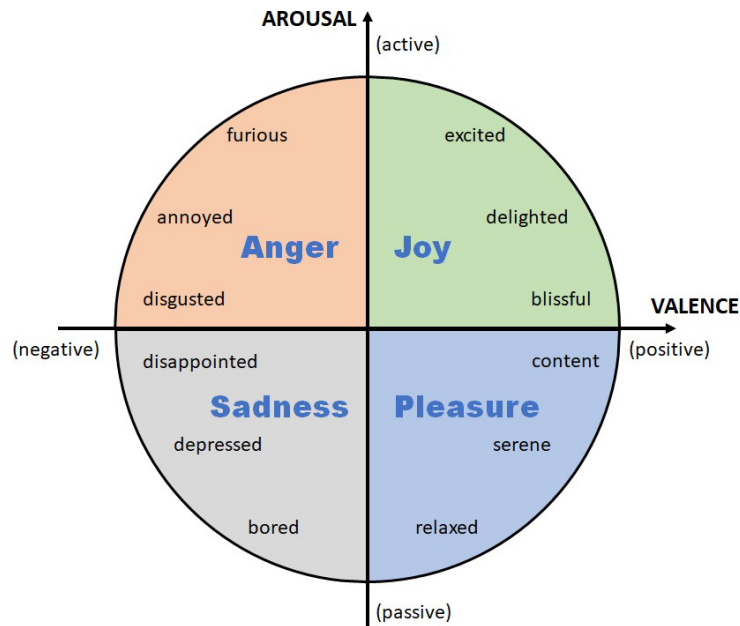 AROUSAL
(active)
furious
excited
annoyed
delighted
Anger
Joy
disgusted
blissful
VALENCE
(negative)
(positive)
disappointed
content
Sadness
Pleasure
depressed
serene
bored
relaxed
(passive)